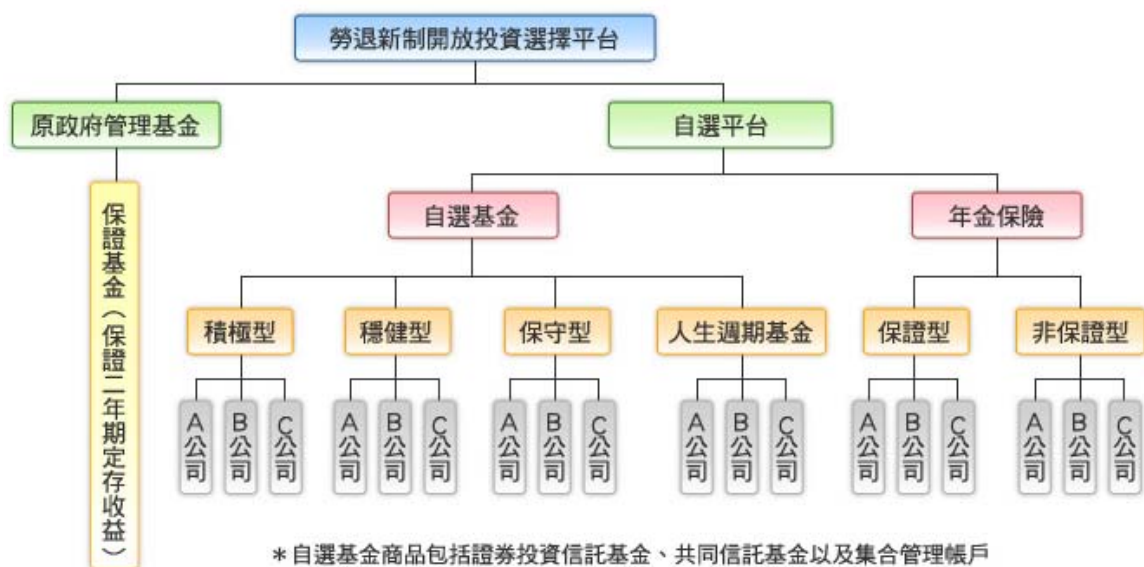 勞退新制開放投資選擇平台
原政府管理基金
自選平台
保證基金（保證二年期定存收益）
自選基金
年金保險
積極型
穩健型
保守型
人生週期基金
保證型
非保證型
A公司
B公司
C公司
A公司
B公司
C公司
A公司
B公司
C公司
A公司
B公司
C公司
A公司
B公司
C公司
A公司
B公司
C公司
＊自選基金商品包括證券投資信託基金、共同信託基金以及集合管理帳戶